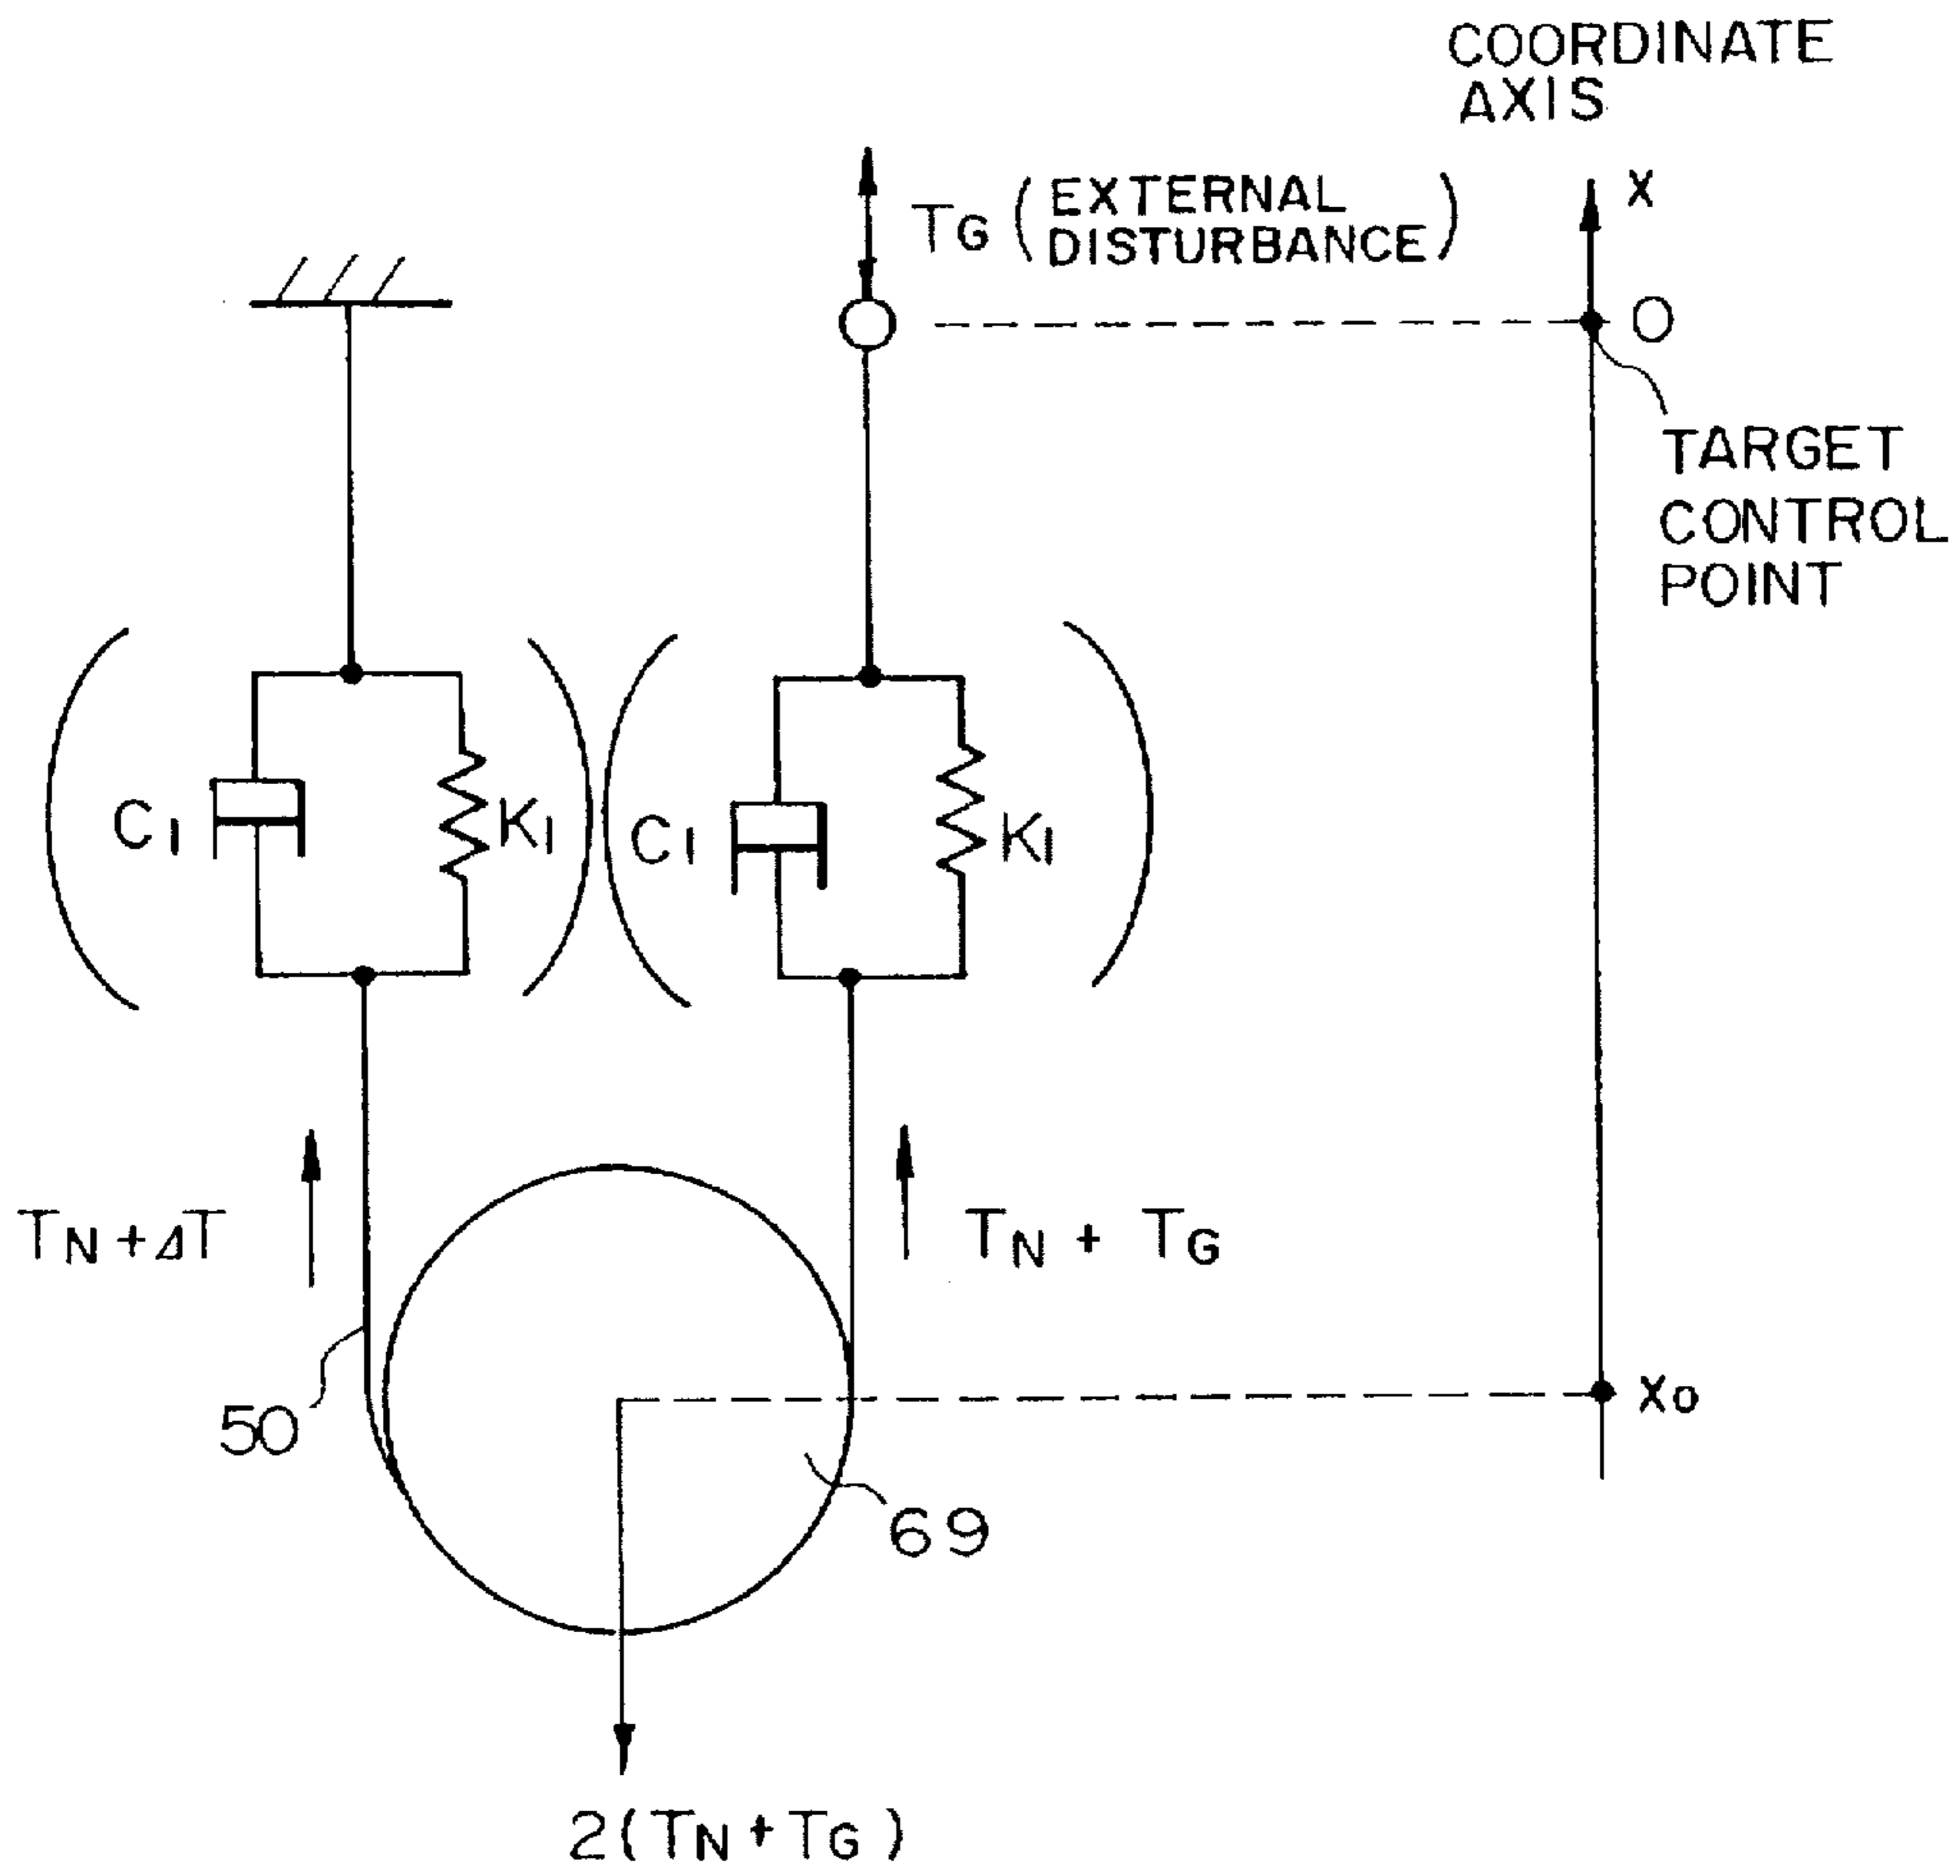 COORDINATE
AXIS
X
TG (EXTERNAL
DISTURBANCE)
O
TARGET
CONTROL
POINT
C1
K1
C1
K1
TN+ΔT
TN + TG
50
X0
69
2(TN+TG)